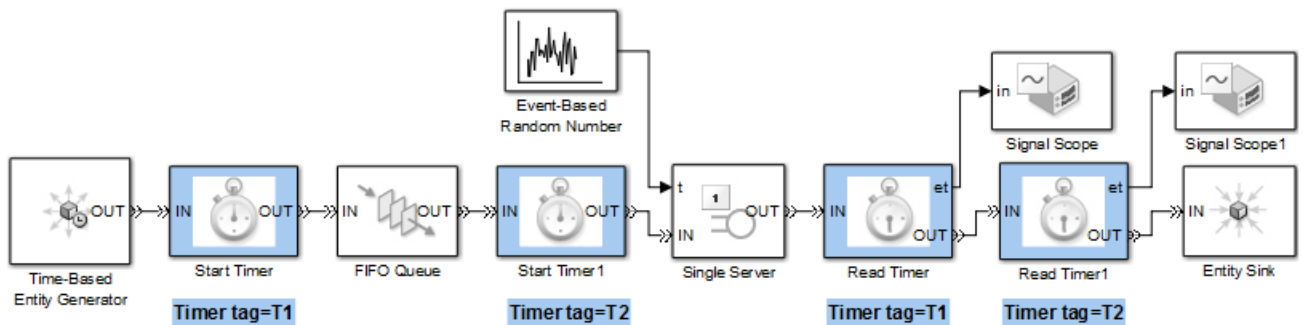 Event-Based
Random Number
in
Signal Scope
in
Signal Scope1
OUT
Time-Based
Entity Generator
IN
OUT
Start Timer
Timer tag=T1
IN
OUT
FIFO Queue
IN
OUT
Start Timer1
Timer tag=T2
t
1
IN
OUT
Single Server
IN
et
OUT
Read Timer
Timer tag=T1
IN
et
OUT
Read Timer1
Timer tag=T2
IN
Entity Sink